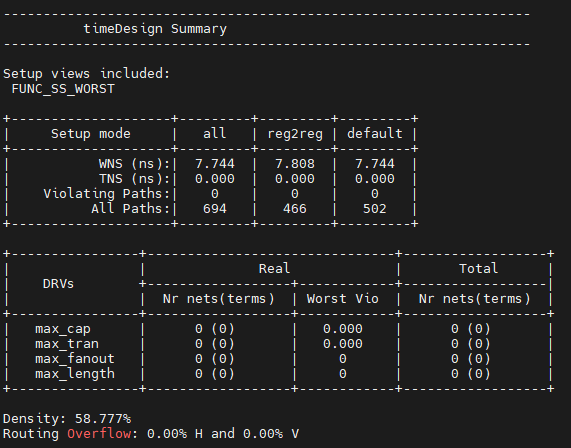 ------------------------------------------------------------------
          timeDesign Summary
------------------------------------------------------------------

Setup views included:
 FUNC_SS_WORST

+--------------------+---------+---------+---------+
|     Setup mode     |   all   | reg2reg | default |
+--------------------+---------+---------+---------+
|           WNS (ns):|  7.744  |  7.808  |  7.744  |
|           TNS (ns):|  0.000  |  0.000  |  0.000  |
|    Violating Paths:|    0    |    0    |    0    |
|          All Paths:|   694   |   466   |   502   |
+--------------------+---------+---------+---------+

+----------------+-------------------------------+------------------+
|                |              Real             |       Total      |
|    DRVs        +------------------+------------+------------------|
|                |  Nr nets(terms)  | Worst Vio  |  Nr nets(terms)  |
+----------------+------------------+------------+------------------+
|   max_cap      |      0 (0)       |   0.000    |      0 (0)       |
|   max_tran     |      0 (0)       |   0.000    |      0 (0)       |
|   max_fanout   |      0 (0)       |     0      |      0 (0)       |
|   max_length   |      0 (0)       |     0      |      0 (0)       |
+----------------+------------------+------------+------------------+

Density: 58.777%
Routing Overflow: 0.00% H and 0.00% V